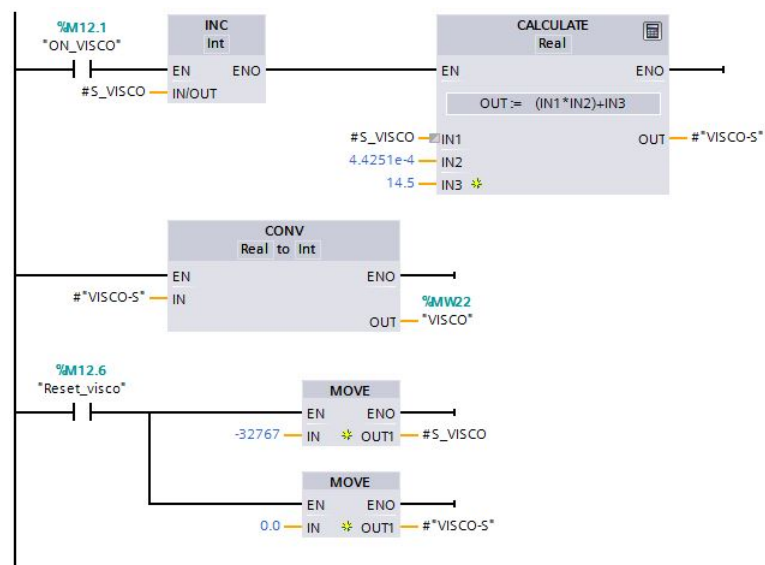 %M12.1
"ON_VISCO"
INC
Int
EN ENO
#S_VISCO IN/OUT
CALCULATE
Real
EN ENO
OUT := (IN1*IN2)+IN3
#S_VISCO IN1 OUT #"VISCO-S"
4.4251e-4 IN2
14.5 IN3
CONV
Real to Int
EN ENO
#"VISCO-S" IN
%MW22
OUT "VISCO"
%M12.6
"Reset_visco"
MOVE
EN ENO
-32767 IN OUT1 #S_VISCO
MOVE
EN ENO
0.0 IN OUT1 #"VISCO-S"